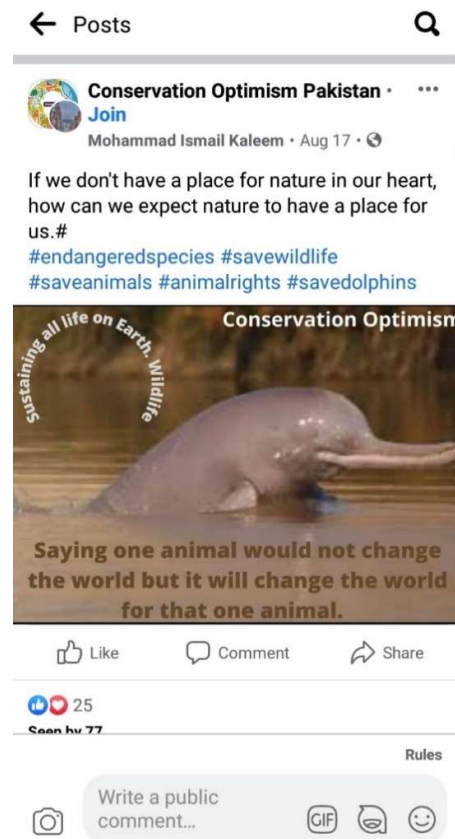 Posts
Conservation Optimism Pakistan ·
Join
Mohammad Ismail Kaleem · Aug 17 ·
If we don't have a place for nature in our heart,
how can we expect nature to have a place for
us.#
#endangeredspecies #savewildlife
#saveanimals #animalrights #savedolphins
Sustaining all life on Earth. Wildlife
Conservation Optimism
Saying one animal would not change
the world but it will change the world
for that one animal.
Like Comment Share
25
Seen by 77
Rules
Write a public
comment...
GIF